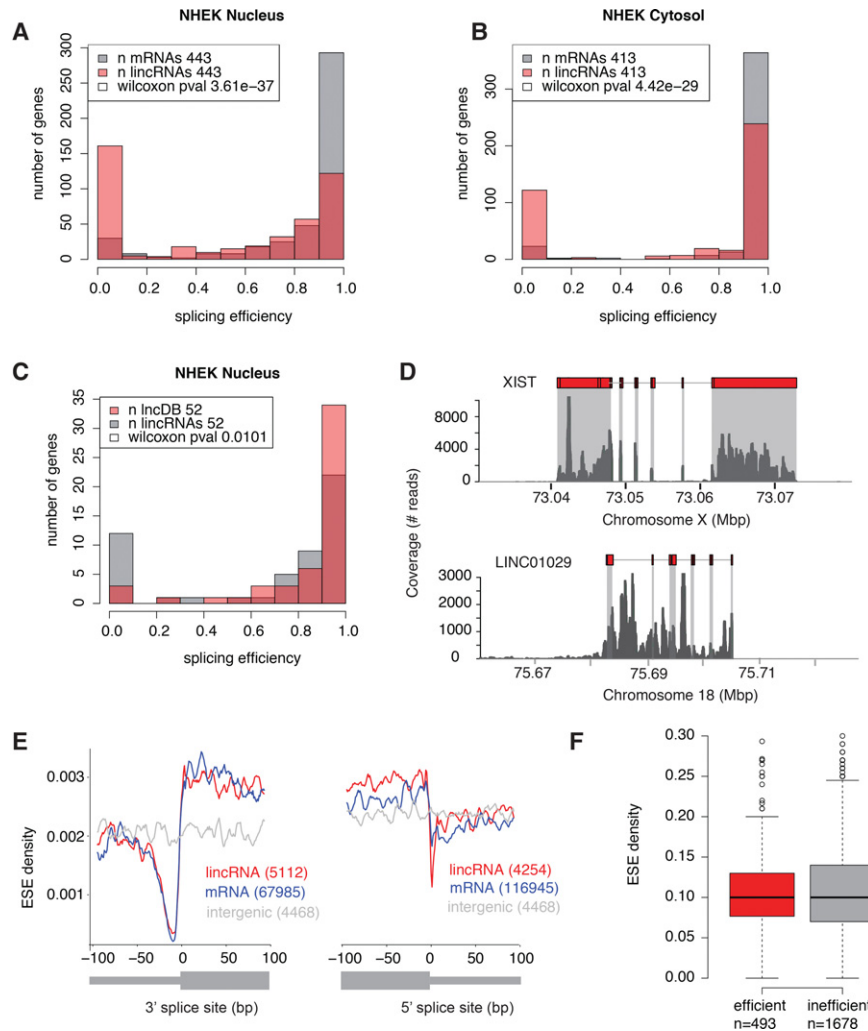 A
NHEK Nucleus
n mRNAs 443
n lincRNAs 443
wilcoxon pval 3.61e−37
number of genes
300
250
200
150
100
50
0
0.0 0.2 0.4 0.6 0.8 1.0
splicing efficiency
B
NHEK Cytosol
n mRNAs 413
n lincRNAs 413
wilcoxon pval 4.42e−29
number of genes
300
200
100
0
0.0 0.2 0.4 0.6 0.8 1.0
splicing efficiency
C
NHEK Nucleus
n lncDB 52
n lincRNAs 52
wilcoxon pval 0.0101
number of genes
35
30
25
20
15
10
5
0
0.0 0.2 0.4 0.6 0.8 1.0
splicing efficiency
D
XIST
8000
4000
0
73.04 73.05 73.06 73.07
Chromosome X (Mbp)
Coverage (# reads)
LINC01029
3000
2000
1000
0
75.67 75.69 75.71
Chromosome 18 (Mbp)
E
ESE density
0.003
0.002
0.001
lincRNA (5112)
mRNA (67985)
intergenic (4468)
−100 −50 0 50 100
3' splice site (bp)
lincRNA (4254)
mRNA (116945)
intergenic (4468)
−100 −50 0 50 100
5' splice site (bp)
F
ESE density
0.30
0.25
0.20
0.15
0.10
0.05
0.00
efficient inefficient
n=493 n=1678